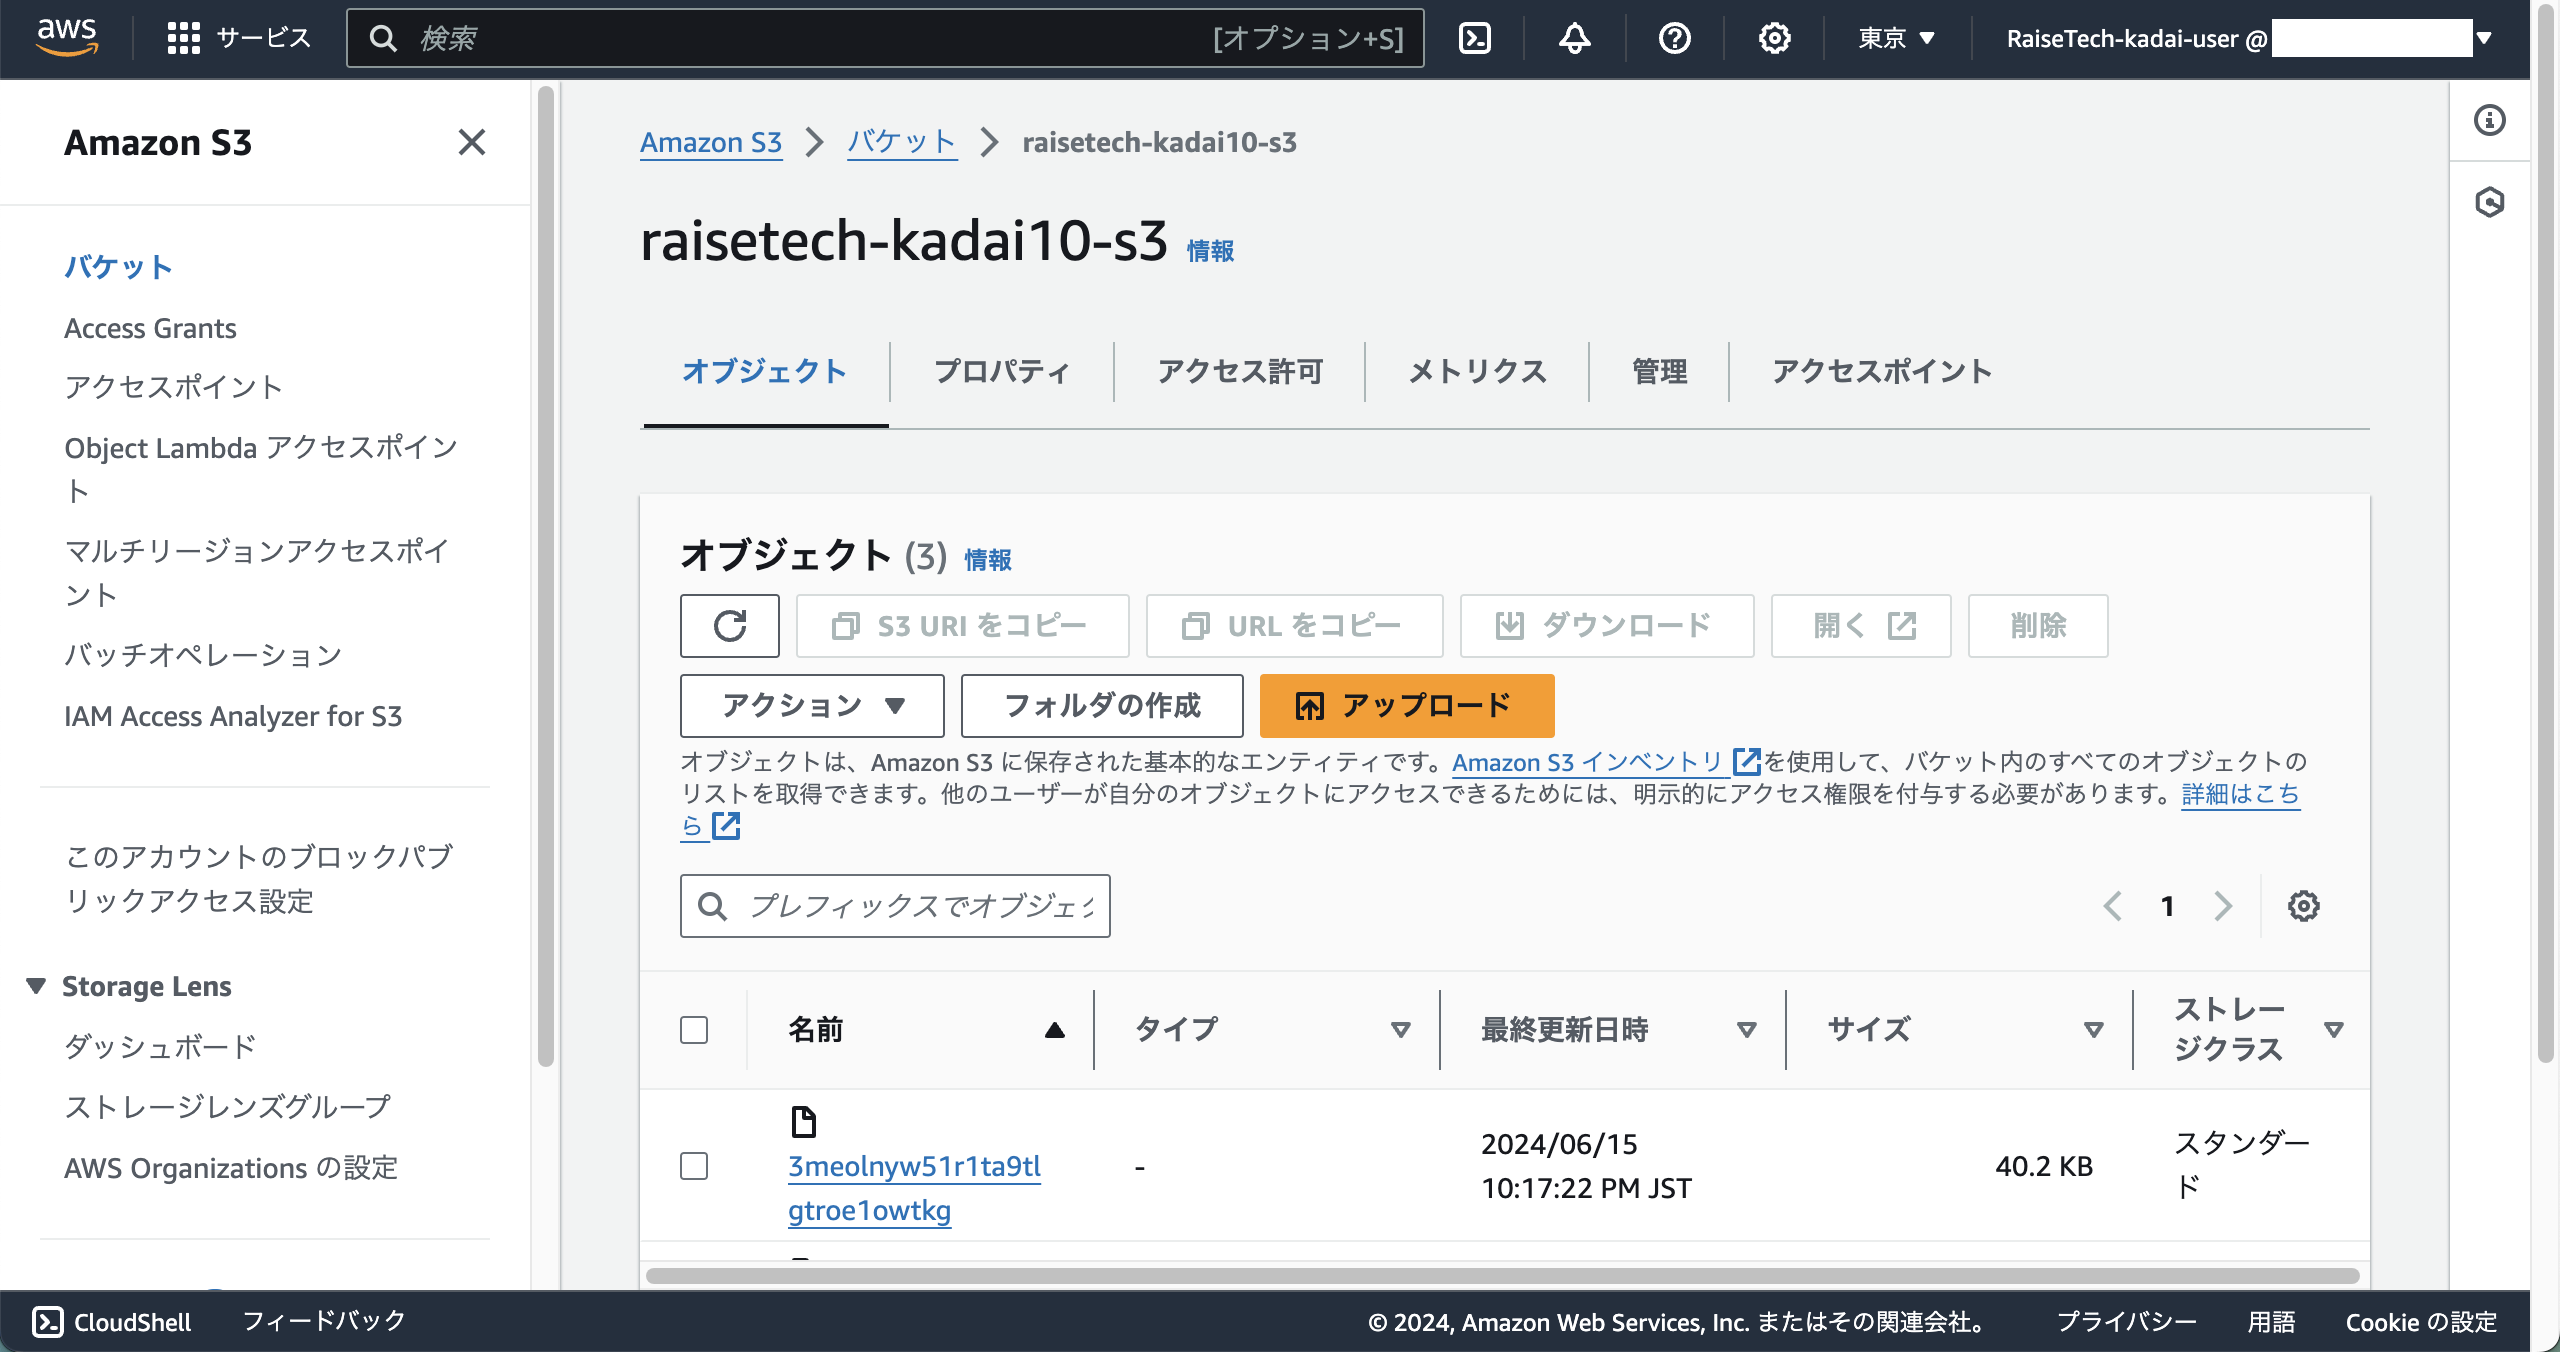 aws
サービス
検索
[オプション+S]
東京
RaiseTech-kadai-user @
Amazon S3
バケット
Access Grants
アクセスポイント
Object Lambda アクセスポイン
ト
マルチリージョンアクセスポイ
ント
バッチオペレーション
IAM Access Analyzer for S3
このアカウントのブロックパブ
リックアクセス設定
Storage Lens
ダッシュボード
ストレージレンズグループ
AWS Organizations の設定
Amazon S3
バケット
raisetech-kadai10-s3
raisetech-kadai10-s3 情報
オブジェクト
プロパティ
アクセス許可
メトリクス
管理
アクセスポイント
オブジェクト (3) 情報
S3 URI をコピー
URL をコピー
ダウンロード
開く
削除
アクション
フォルダの作成
アップロード
オブジェクトは、Amazon S3 に保存された基本的なエンティティです。Amazon S3 インベントリ を使用して、バケット内のすべてのオブジェクトの
リストを取得できます。他のユーザーが自分のオブジェクトにアクセスできるためには、明示的にアクセス権限を付与する必要があります。詳細はこち
ら
プレフィックスでオブジェク
1
名前
タイプ
最終更新日時
サイズ
ストレー
ジクラス
3meolnyw51r1ta9tl
gtroe1owtkg
-
2024/06/15
10:17:22 PM JST
40.2 KB
スタンダー
ド
CloudShell
フィードバック
© 2024, Amazon Web Services, Inc. またはその関連会社。
プライバシー
用語
Cookie の設定